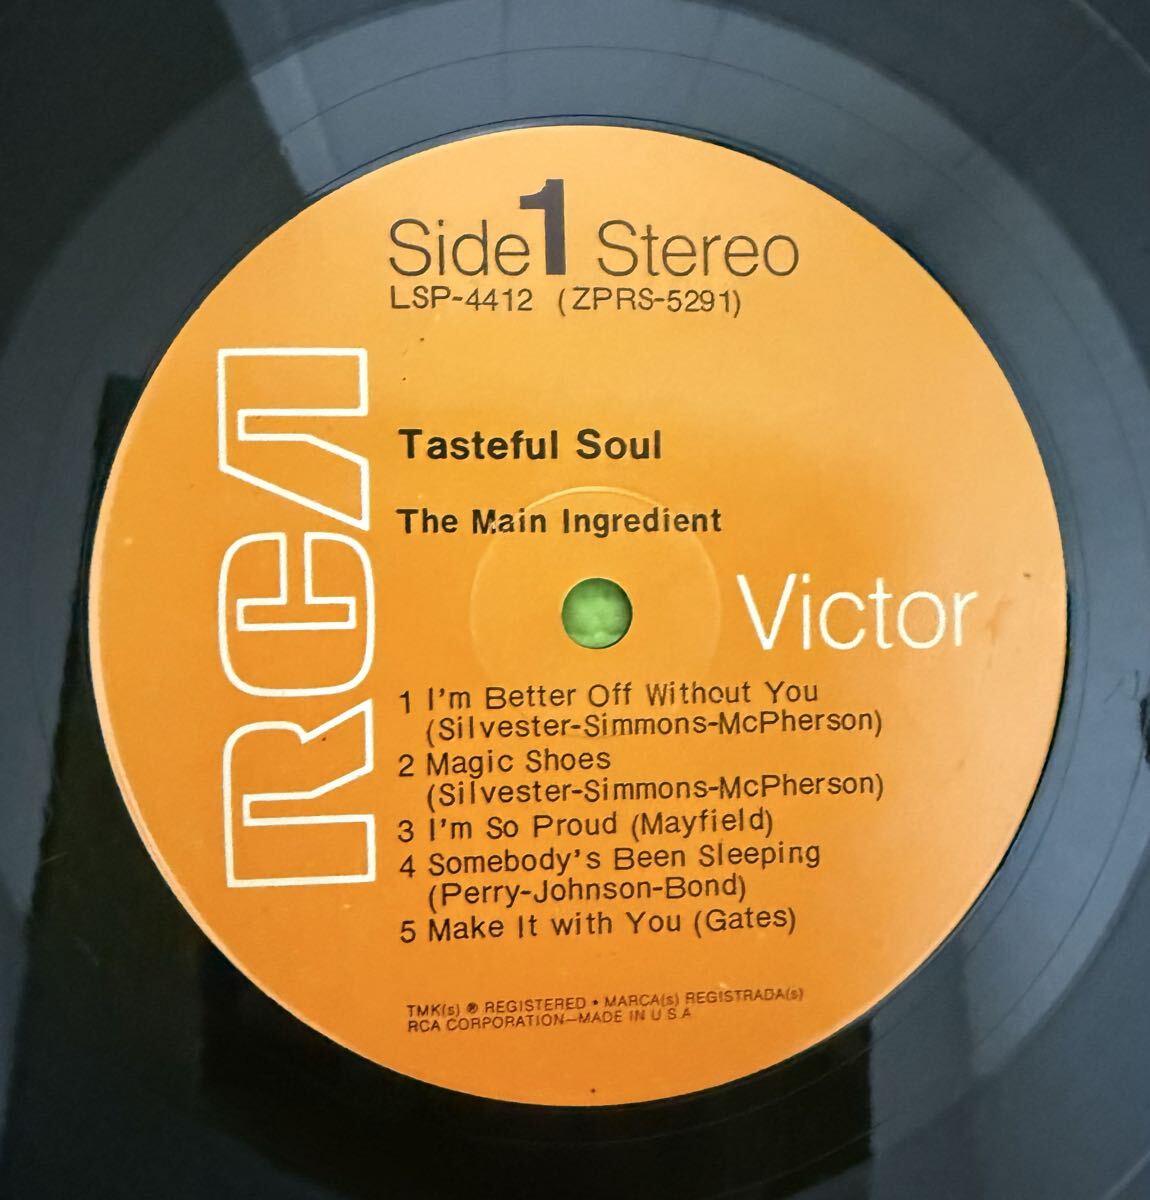 Side 1 Stereo
LSP-4412 (ZPRS-5291)
RCA
Tasteful Soul
The Main Ingredient
Victor
1 I'm Better Off Without You
(Silvester-Simmons-McPherson)
2 Magic Shoes
(Silvester-Simmons-McPherson)
3 I'm So Proud (Mayfield)
4 Somebody's Been Sleeping
(Perry-Johnson-Bond)
5 Make It with You (Gates)
TMK(s) ® REGISTERED • MARCA(s) REGISTRADA(s)
RCA CORPORATION—MADE IN U.S.A